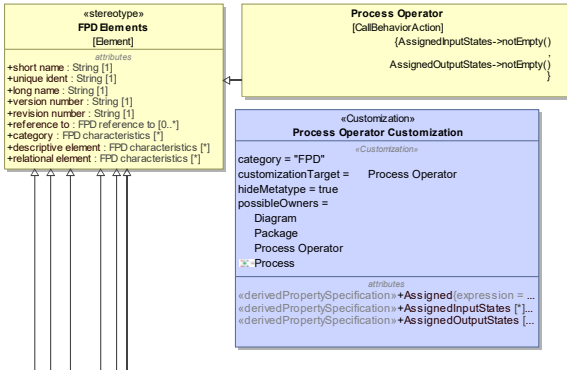 «stereotype»
FPD Elements
[Element]
attributes
+short name : String [1]
+unique ident : String [1]
+long name : String [1]
+version number : String [1]
+revision number : String [1]
+reference to : FPD reference to [0..*]
+category : FPD characteristics [*]
+descriptive element : FPD characteristics [*]
+relational element : FPD characteristics [*]
Process Operator
[CallBehaviorAction]
{AssignedInputStates->notEmpty()
,
AssignedOutputStates->notEmpty()
}
«Customization»
Process Operator Customization
«Customization»
category = "FPD"
customizationTarget = Process Operator
hideMetatype = true
possibleOwners =
Diagram
Package
Process Operator
Process
attributes
«derivedPropertySpecification»+Assigned{expression = ...
«derivedPropertySpecification»+AssignedInputStates [*]...
«derivedPropertySpecification»+AssignedOutputStates [...